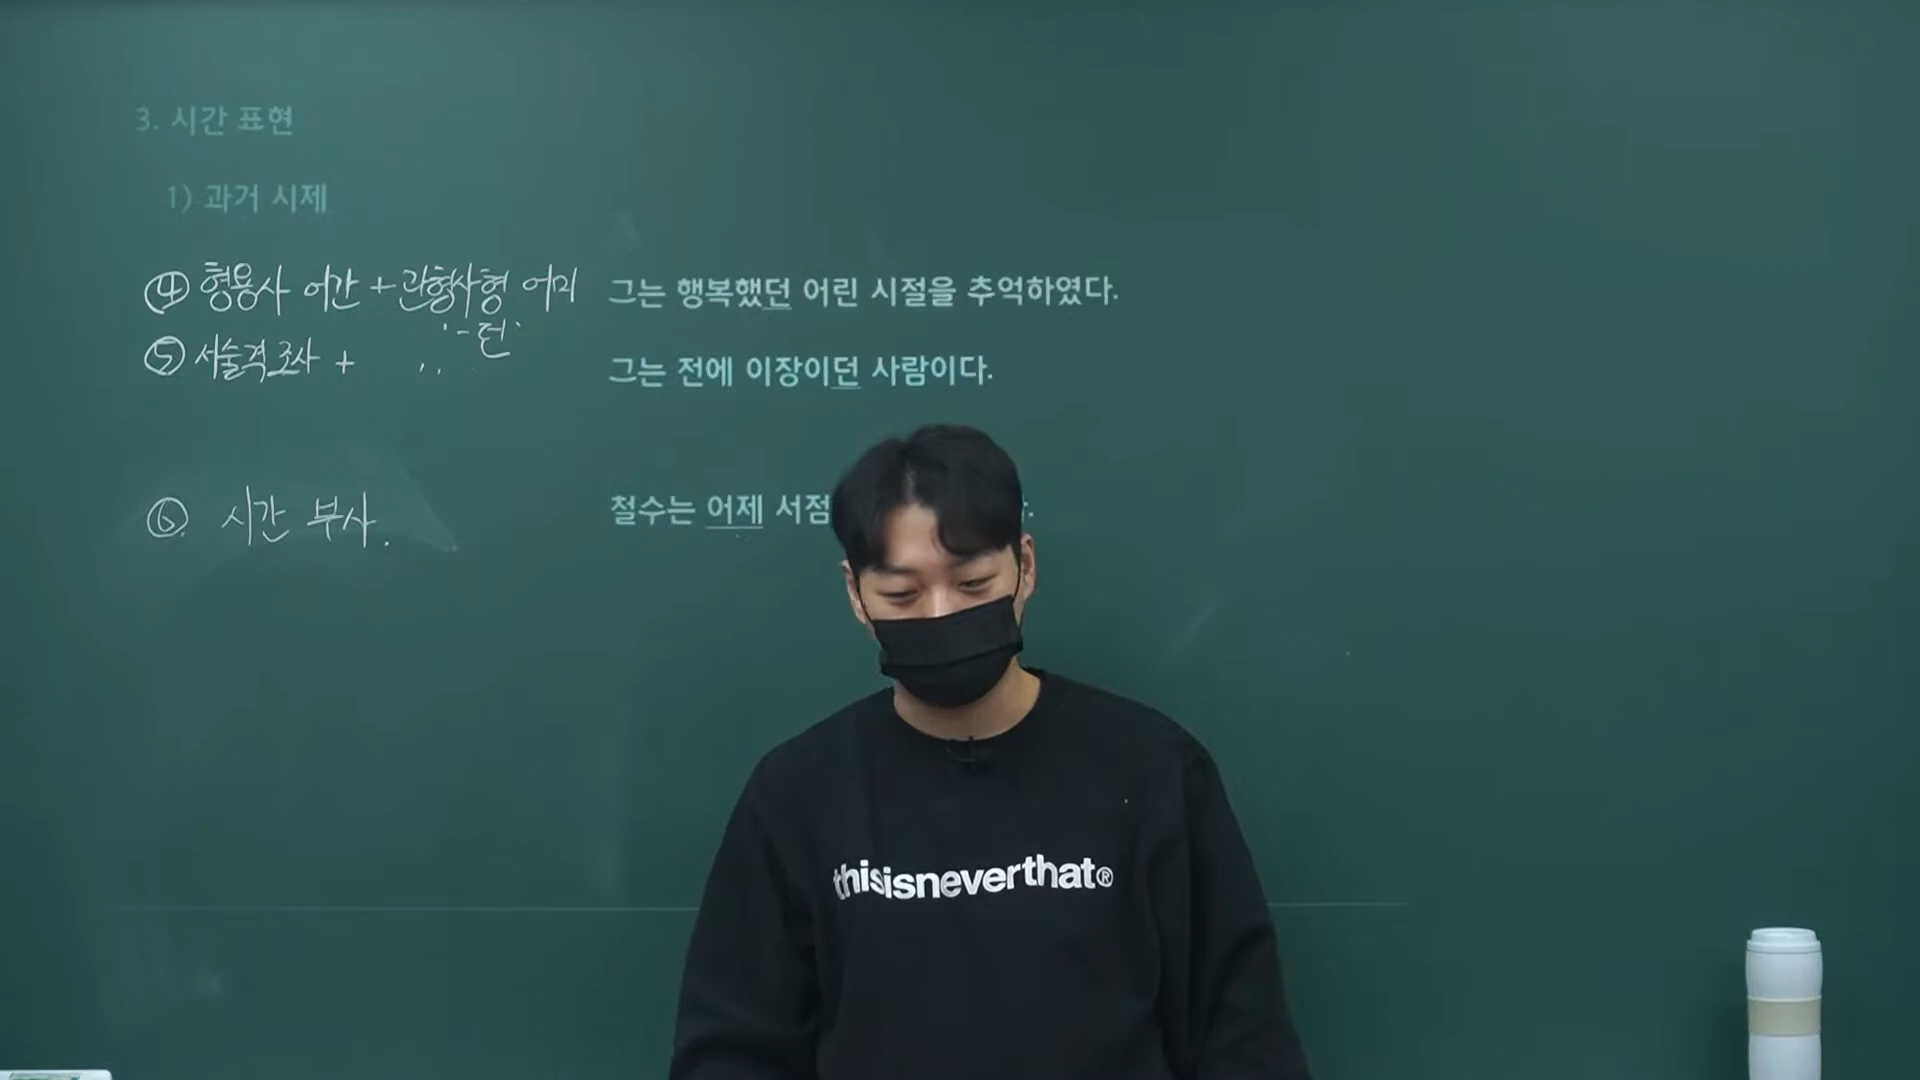 3. 시간 표현
1) 과거 시제
④ 형용사 어간 + 관형사형 어미 그는 행복했던 어린 시절을 추억하였다.
'-던'
⑤ 서술격 조사 + 〃 그는 전에 이장이던 사람이다.
⑥ 시간 부사. 철수는 어제 서점
thisisneverthat®